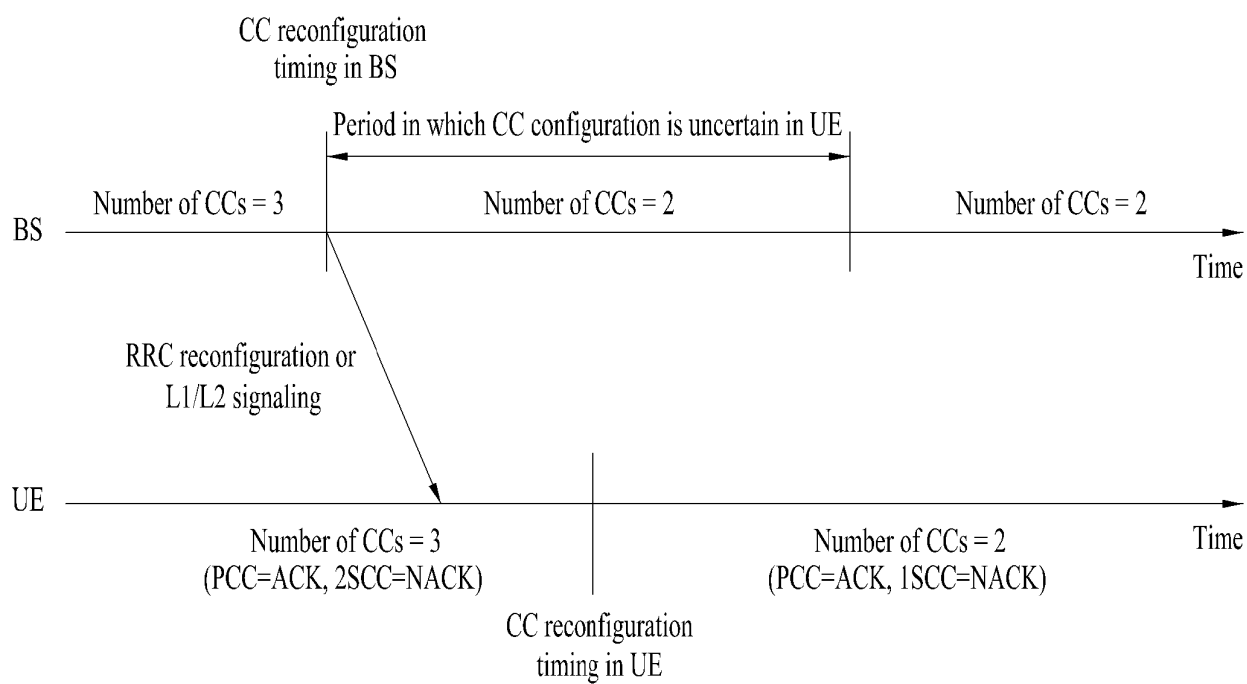 CC reconfiguration
timing in BS
Period in which CC configuration is uncertain in UE
Number of CCs = 3
Number of CCs = 2
Number of CCs = 2
BS
Time
RRC reconfiguration or
L1/L2 signaling
UE
Time
Number of CCs = 3
(PCC=ACK, 2SCC=NACK)
Number of CCs = 2
(PCC=ACK, 1SCC=NACK)
CC reconfiguration
timing in UE